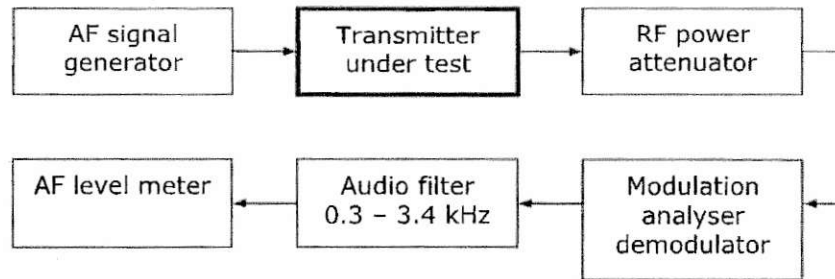 AF signal
generator
Transmitter
under test
RF power
attenuator
AF level meter
Audio filter
0.3 – 3.4 kHz
Modulation
analyser
demodulator